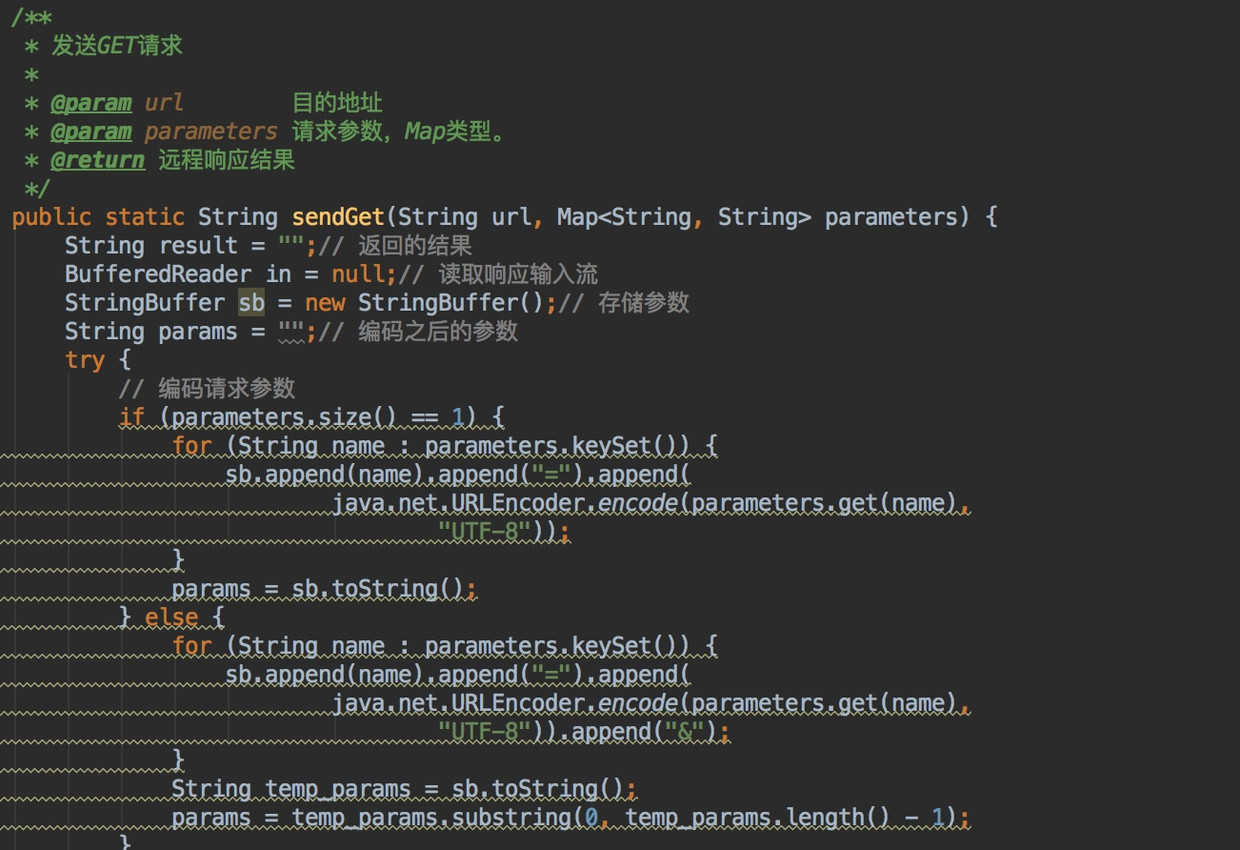 /**
 * 发送GET请求
 *
 * @param url        目的地址
 * @param parameters 请求参数，Map类型。
 * @return 远程响应结果
 */
public static String sendGet(String url, Map<String, String> parameters) {
    String result = "";// 返回的结果
    BufferedReader in = null;// 读取响应输入流
    StringBuffer sb = new StringBuffer();// 存储参数
    String params = "";// 编码之后的参数
    try {
        // 编码请求参数
        if (parameters.size() == 1) {
            for (String name : parameters.keySet()) {
                sb.append(name).append("=").append(
                        java.net.URLEncoder.encode(parameters.get(name),
                                "UTF-8"));
            }
            params = sb.toString();
        } else {
            for (String name : parameters.keySet()) {
                sb.append(name).append("=").append(
                        java.net.URLEncoder.encode(parameters.get(name),
                                "UTF-8")).append("&");
            }
            String temp_params = sb.toString();
            params = temp_params.substring(0, temp_params.length() - 1);
        }